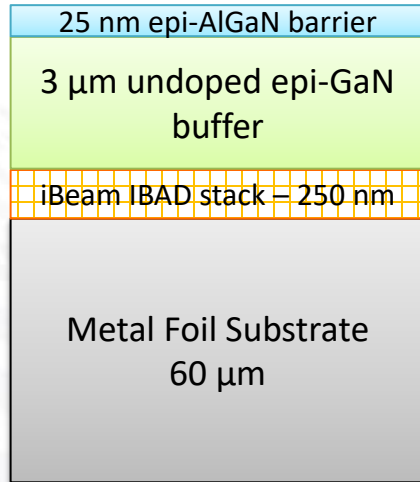 25 nm epi-AlGaN barrier
3 µm undoped epi-GaN
buffer
iBeam IBAD stack – 250 nm
Metal Foil Substrate
60 µm